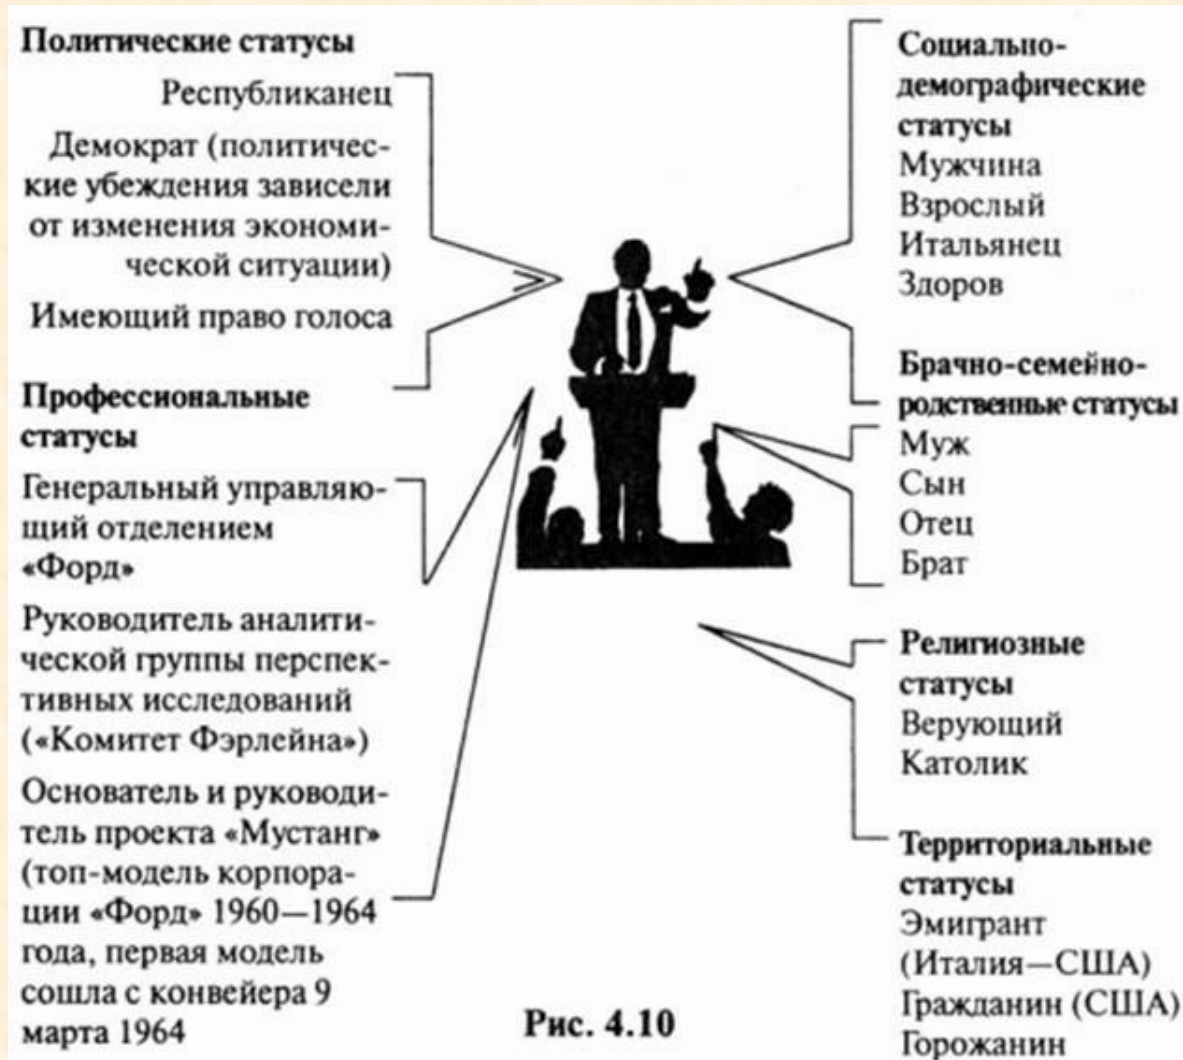 Политические статусы
Республиканец
Демократ (политичес-
кие убеждения зависели
от изменения экономи-
ческой ситуации)
Имеющий право голоса
Профессиональные
статусы
Генеральный управляю-
щий отделением
«Форд»
Руководитель аналити-
ческой группы перспек-
тивных исследований
(«Комитет Фэрлейна»)
Основатель и руководи-
тель проекта «Мустанг»
(топ-модель корпора-
ции «Форд» 1960—1964
года, первая модель
сошла с конвейера 9
марта 1964
Социально-
демографические
статусы
Мужчина
Взрослый
Итальянец
Здоров
Брачно-семейно-
родственные статусы
Муж
Сын
Отец
Брат
Религиозные
статусы
Верующий
Католик
Территориальные
статусы
Эмигрант
(Италия—США)
Гражданин (США)
Горожанин
Рис. 4.10